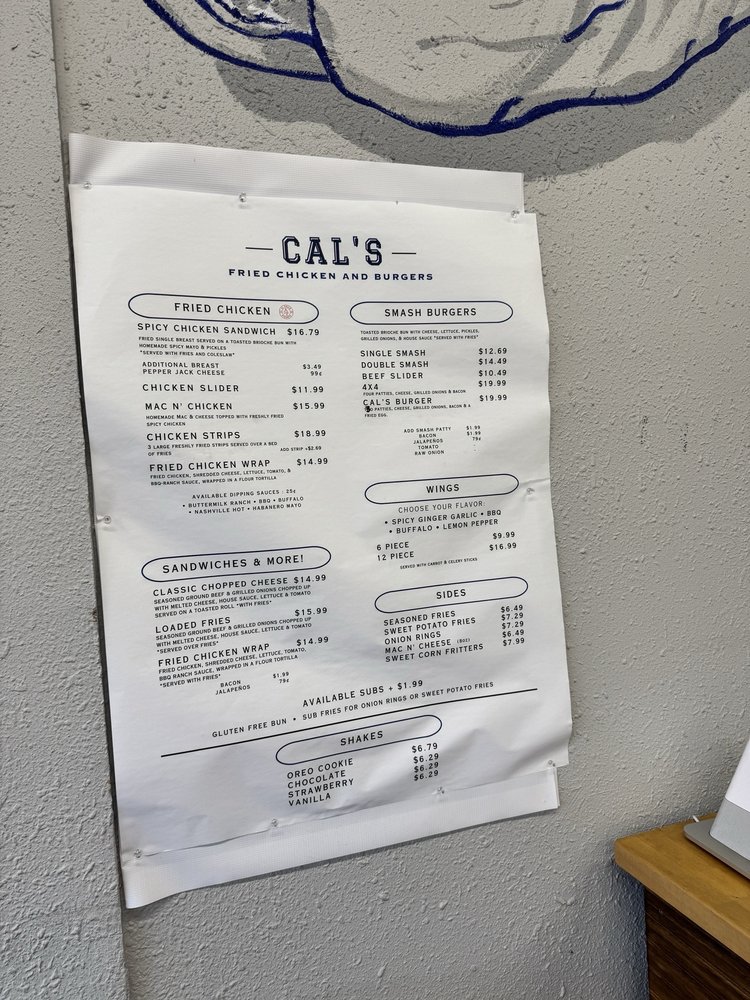 CAL'S
FRIED CHICKEN AND BURGERS
FRIED CHICKEN
SPICY CHICKEN SANDWICH $16.79
FRIED SINGLE BREAST SERVED ON A TOASTED BRIOCHE BUN WITH
HOMEMADE SPICY MAYO & PICKLES
*SERVED WITH FRIES AND COLESLAW*
ADDITIONAL BREAST $3.49
PEPPER JACK CHEESE 99¢
CHICKEN SLIDER $11.99
MAC N' CHICKEN $15.99
HOMEMADE MAC & CHEESE TOPPED WITH FRESHLY FRIED
SPICY CHICKEN
CHICKEN STRIPS $18.99
3 LARGE FRESHLY FRIED STRIPS SERVED OVER A BED
OF FRIES ADD STRIP +$2.69
FRIED CHICKEN WRAP $14.99
FRIED CHICKEN, SHREDDED CHEESE, LETTUCE, TOMATO, &
BBQ-RANCH SAUCE, WRAPPED IN A FLOUR TORTILLA
AVAILABLE DIPPING SAUCES : 25¢
• BUTTERMILK RANCH • BBQ • BUFFALO
• NASHVILLE HOT • HABANERO MAYO
SANDWICHES & MORE!
CLASSIC CHOPPED CHEESE $14.99
SEASONED GROUND BEEF & GRILLED ONIONS CHOPPED UP
WITH MELTED CHEESE, HOUSE SAUCE, LETTUCE & TOMATO
SERVED ON A TOASTED ROLL *WITH FRIES*
LOADED FRIES $15.99
SEASONED GROUND BEEF & GRILLED ONIONS CHOPPED UP
WITH MELTED CHEESE, HOUSE SAUCE, LETTUCE & TOMATO
*SERVED OVER FRIES*
FRIED CHICKEN WRAP $14.99
FRIED CHICKEN, SHREDDED CHEESE, LETTUCE, TOMATO,
BBQ RANCH SAUCE, WRAPPED IN A FLOUR TORTILLA
*SERVED WITH FRIES*
BACON $1.99
JALAPEÑOS 79¢
SMASH BURGERS
TOASTED BRIOCHE BUN WITH CHEESE, LETTUCE, PICKLES,
GRILLED ONIONS, & HOUSE SAUCE *SERVED WITH FRIES*
SINGLE SMASH $12.69
DOUBLE SMASH $14.49
BEEF SLIDER $10.49
4X4 $19.99
FOUR PATTIES, CHEESE, GRILLED ONIONS & BACON
CAL'S BURGER $19.99
PATTIES, CHEESE, GRILLED ONIONS, BACON & A
FRIED EGG.
ADD SMASH PATTY $1.99
BACON $1.99
JALAPEÑOS 79¢
TOMATO
RAW ONION
WINGS
CHOOSE YOUR FLAVOR:
• SPICY GINGER GARLIC • BBQ
• BUFFALO • LEMON PEPPER
6 PIECE $9.99
12 PIECE $16.99
SERVED WITH CARROT & CELERY STICKS
SIDES
SEASONED FRIES $6.49
SWEET POTATO FRIES $7.29
ONION RINGS $7.29
MAC N' CHEESE (8OZ) $6.49
SWEET CORN FRITTERS $7.99
AVAILABLE SUBS + $1.99
GLUTEN FREE BUN • SUB FRIES FOR ONION RINGS OR SWEET POTATO FRIES
SHAKES
OREO COOKIE $6.79
CHOCOLATE $6.29
STRAWBERRY $6.29
VANILLA $6.29